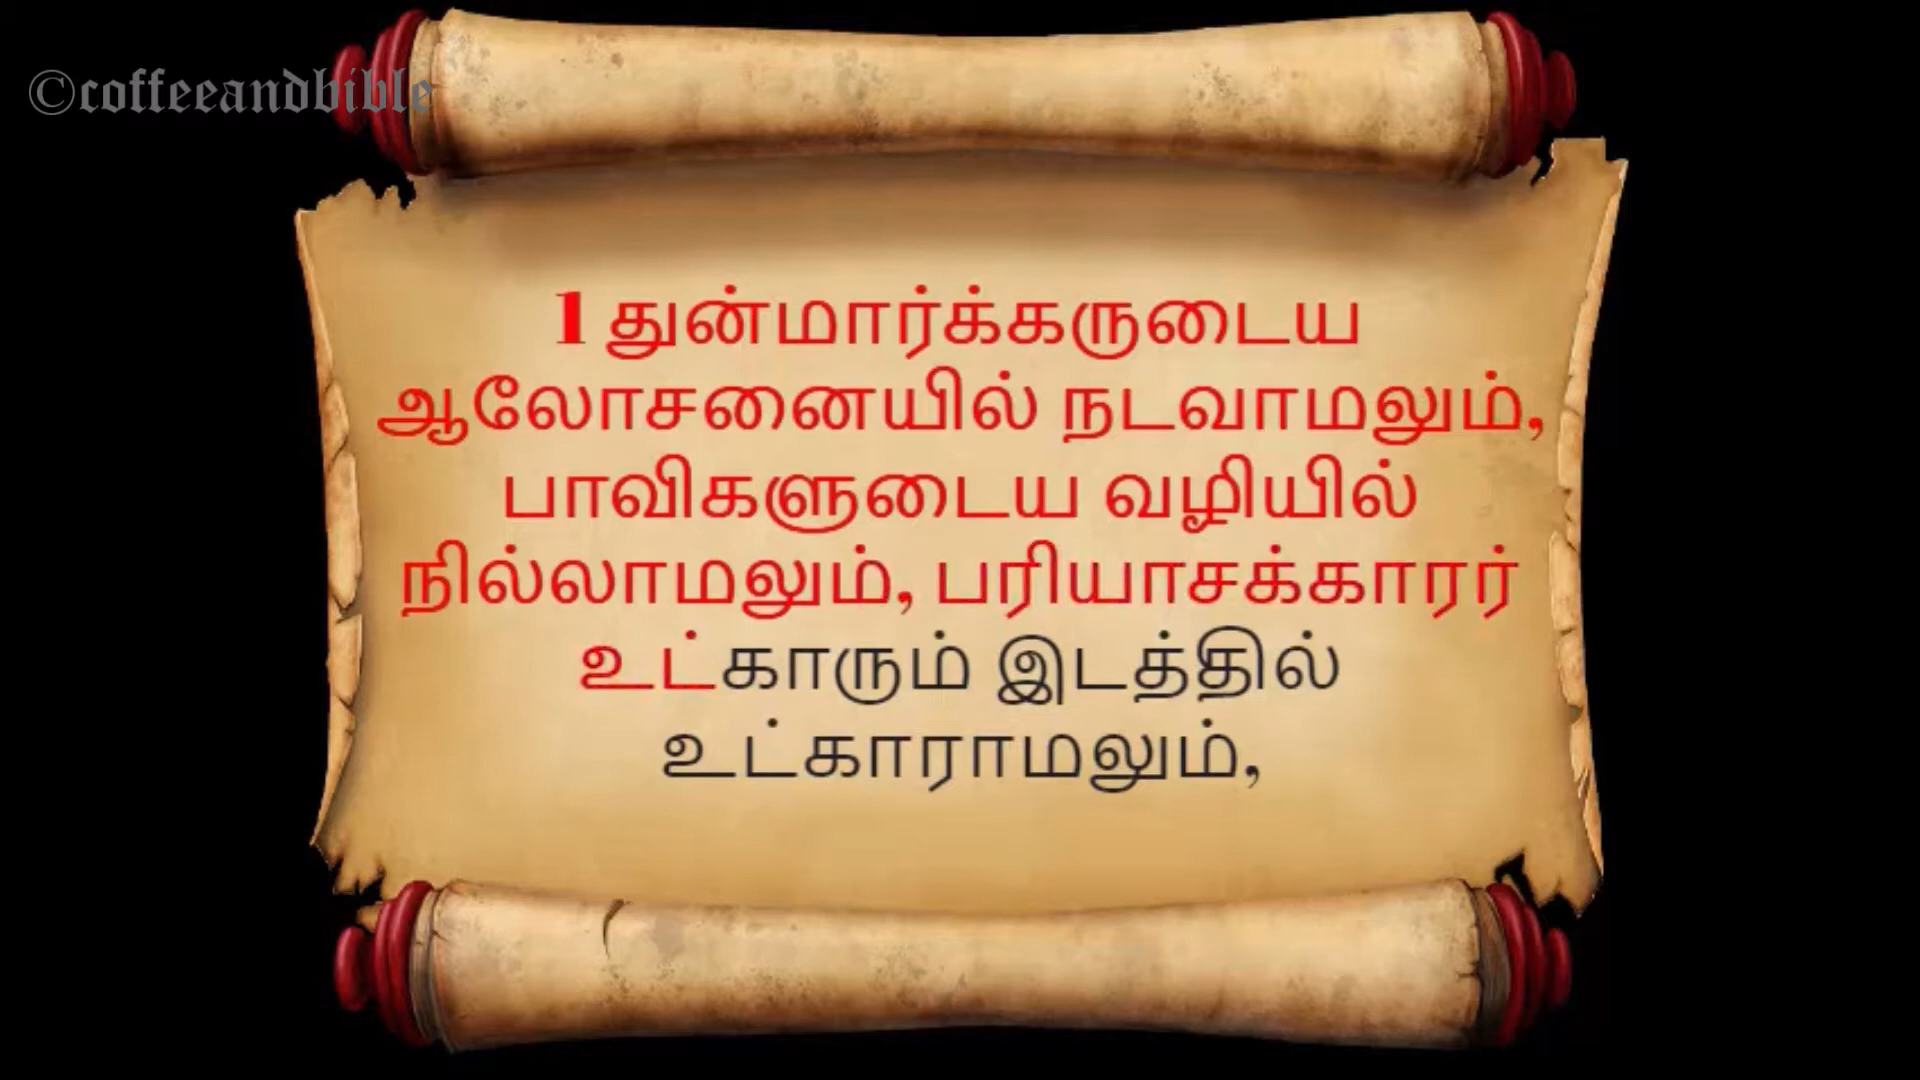 ©coffeeandbible
1 துன்மார்க்கருடைய
ஆலோசனையில் நடவாமலும்,
பாவிகளுடைய வழியில்
நில்லாமலும், பரியாசக்காரர்
உட்காரும் இடத்தில்
உட்காராமலும்,